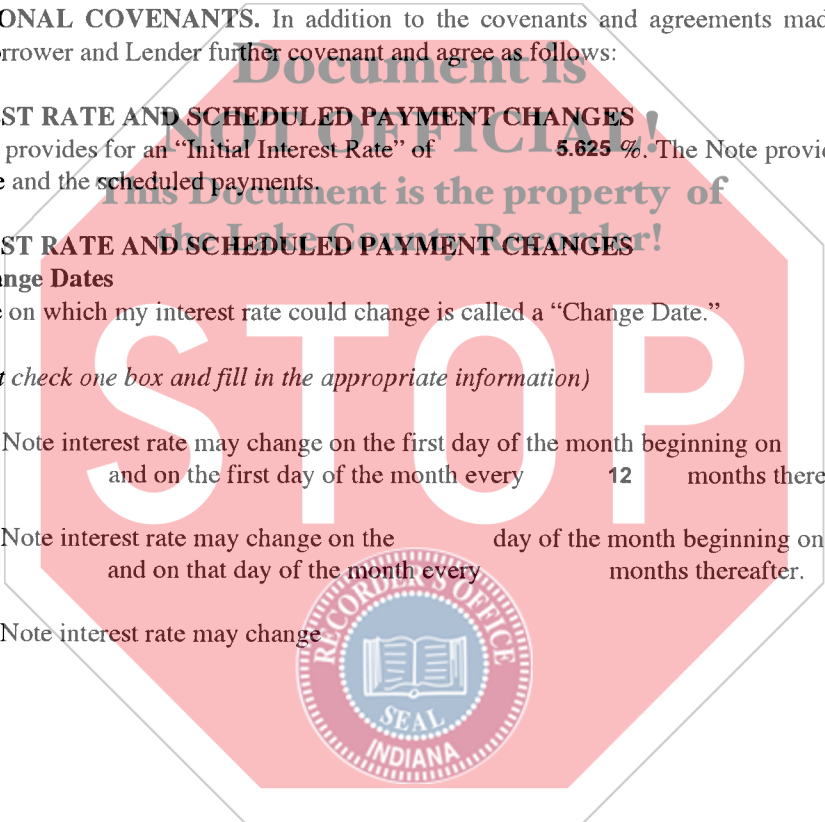 ONAL COVENANTS. In addition to the covenants and agreements mad
rrower and Lender further covenant and agree as follows:
Document is
ST RATE AND SCHEDULED PAYMENT CHANGES
NOT OFFICIAL!
provides for an “Initial Interest Rate” of 5.625 %. The Note provid
e and the scheduled payments.
This Document is the property of
the Lake County Recorder!
ST RATE AND SCHEDULED PAYMENT CHANGES
nge Dates
e on which my interest rate could change is called a “Change Date.”
STOP
t check one box and fill in the appropriate information)
Note interest rate may change on the first day of the month beginning on
and on the first day of the month every 12 months there
Note interest rate may change on the day of the month beginning on
and on that day of the month every months thereafter.
Note interest rate may change
RECORDER'S OFFICE
SEAL
INDIANA